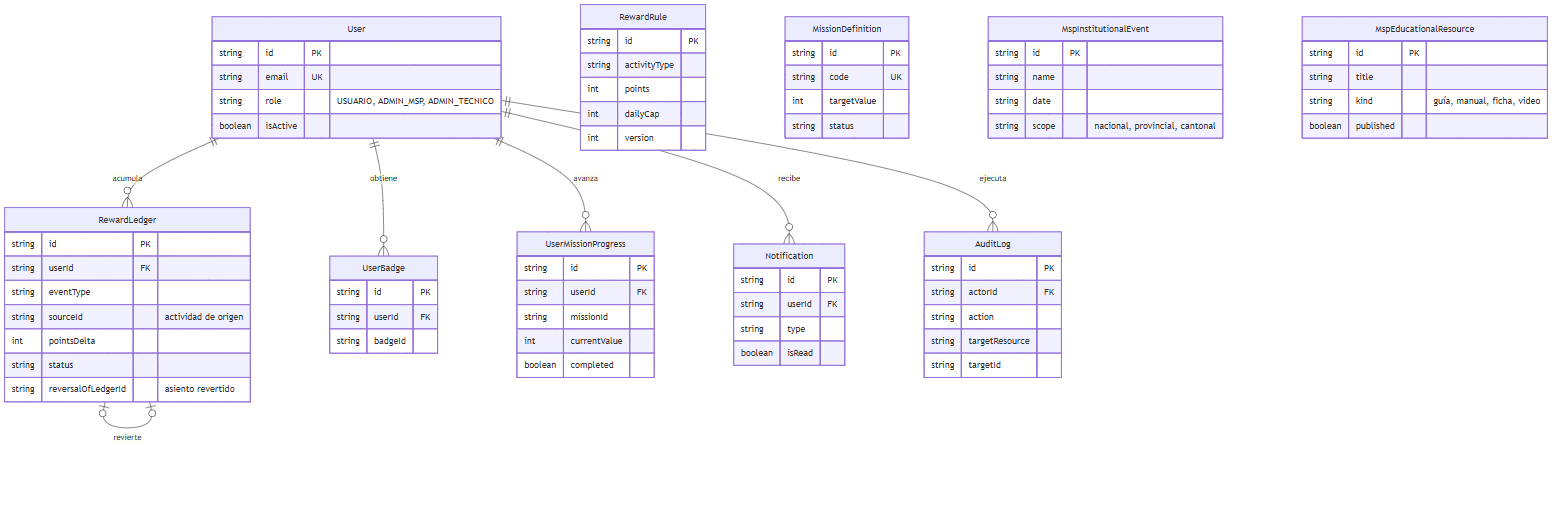 User
string id PK
string email UK
string role USUARIO, ADMIN_MSP, ADMIN_TECNICO
boolean isActive
RewardRule
string id PK
string activityType
int points
int dailyCap
int version
MissionDefinition
string id PK
string code UK
int targetValue
string status
MspInstitutionalEvent
string id PK
string name
string date
string scope nacional, provincial, cantonal
MspEducationalResource
string id PK
string title
string kind guía, manual, ficha, video
boolean published
acumula
obtiene
avanza
recibe
ejecuta
RewardLedger
string id PK
string userId FK
string eventType
string sourceId actividad de origen
int pointsDelta
string status
string reversalOfLedgerId asiento revertido
revierte
UserBadge
string id PK
string userId FK
string badgeId
UserMissionProgress
string id PK
string userId FK
string missionId
int currentValue
boolean completed
Notification
string id PK
string userId FK
string type
boolean isRead
AuditLog
string id PK
string actorId FK
string action
string targetResource
string targetId